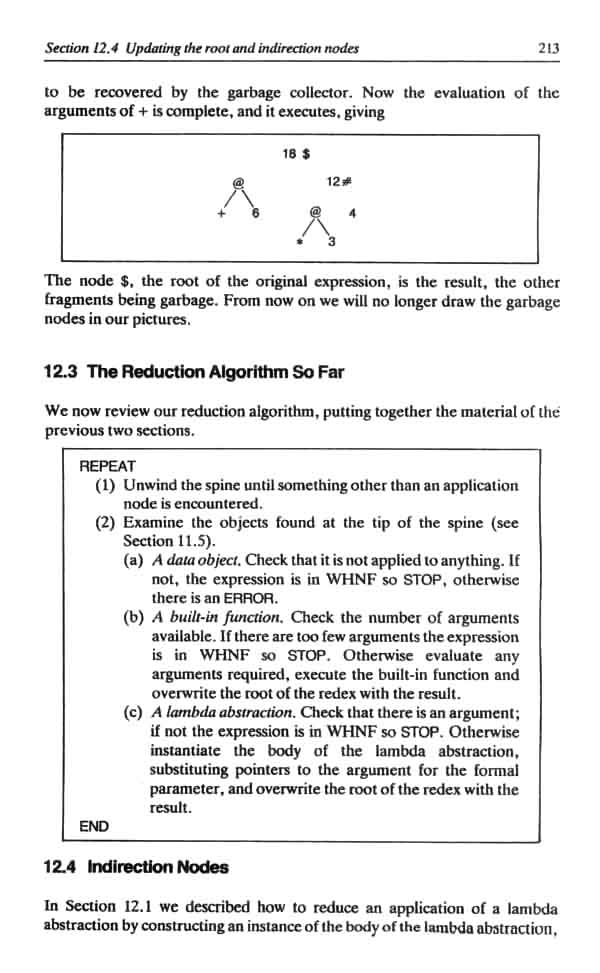 Section 12.4 Updating the root and indirection nodes 213
to be recovered by the garbage collector. Now the evaluation of the
arguments of + is complete, and it executes, giving
18 $
@ 12#
+ 6 @ 4
* 3
The node $, the root of the original expression, is the result, the other
fragments being garbage. From now on we will no longer draw the garbage
nodes in our pictures.
12.3 The Reduction Algorithm So Far
We now review our reduction algorithm, putting together the material of the
previous two sections.
REPEAT
(1) Unwind the spine until something other than an application
node is encountered.
(2) Examine the objects found at the tip of the spine (see
Section 11.5).
(a) A data object. Check that it is not applied to anything. If
not, the expression is in WHNF so STOP, otherwise
there is an ERROR.
(b) A built-in function. Check the number of arguments
available. If there are too few arguments the expression
is in WHNF so STOP. Otherwise evaluate any
arguments required, execute the built-in function and
overwrite the root of the redex with the result.
(c) A lambda abstraction. Check that there is an argument;
if not the expression is in WHNF so STOP. Otherwise
instantiate the body of the lambda abstraction,
substituting pointers to the argument for the formal
parameter, and overwrite the root of the redex with the
result.
END
12.4 Indirection Nodes
In Section 12.1 we described how to reduce an application of a lambda
abstraction by constructing an instance of the body of the lambda abstraction,